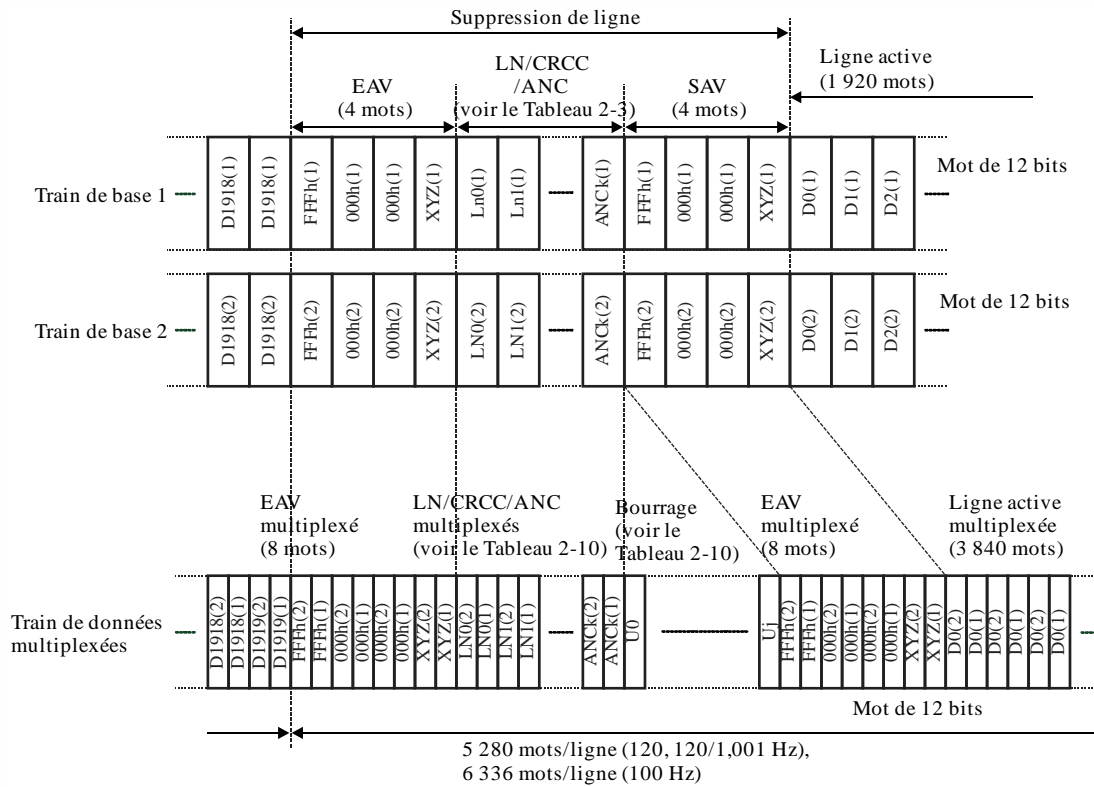 Suppression de ligne
EAV
(4 mots)
LN/CRCC
/ANC
(voir le Tableau 2-3)
SAV
(4 mots)
Ligne active
(1 920 mots)
Train de base 1
D1918(1)
D1918(1)
FFFh(1)
000h(1)
000h(1)
XYZ(1)
Ln0(1)
Ln1(1)
ANCk(1)
FFFh(1)
000h(1)
000h(1)
XYZ(1)
D0(1)
D1(1)
D2(1)
Mot de 12 bits
Train de base 2
D1918(2)
D1918(2)
FFFh(2)
000h(2)
000h(2)
XYZ(2)
LN0(2)
LN1(2)
ANCk(2)
FFFh(2)
000h(2)
000h(2)
XYZ(2)
D0(2)
D1(2)
D2(2)
Mot de 12 bits
EAV
multiplexé
(8 mots)
LN/CRCC/ANC
multiplexés
(voir le Tableau 2-10)
Bourrage
(voir le
Tableau 2-10)
EAV
multiplexé
(8 mots)
Ligne active
multiplexée
(3 840 mots)
Train de données
multiplexées
D1918(2)
D1918(1)
D1919(2)
D1919(1)
FFFh(2)
FFFh(1)
000h(2)
000h(1)
000h(2)
000h(1)
XYZ(2)
XYZ(1)
LN0(2)
LN0(1)
LN1(2)
LN1(1)
ANCk(2)
ANCk(1)
U0
Uj
FFFh(2)
FFFh(1)
000h(2)
000h(1)
000h(2)
000h(1)
XYZ(2)
XYZ(1)
D0(2)
D0(1)
D0(2)
D0(1)
D0(2)
D0(1)
Mot de 12 bits
5 280 mots/ligne (120, 120/1,001 Hz),
6 336 mots/ligne (100 Hz)